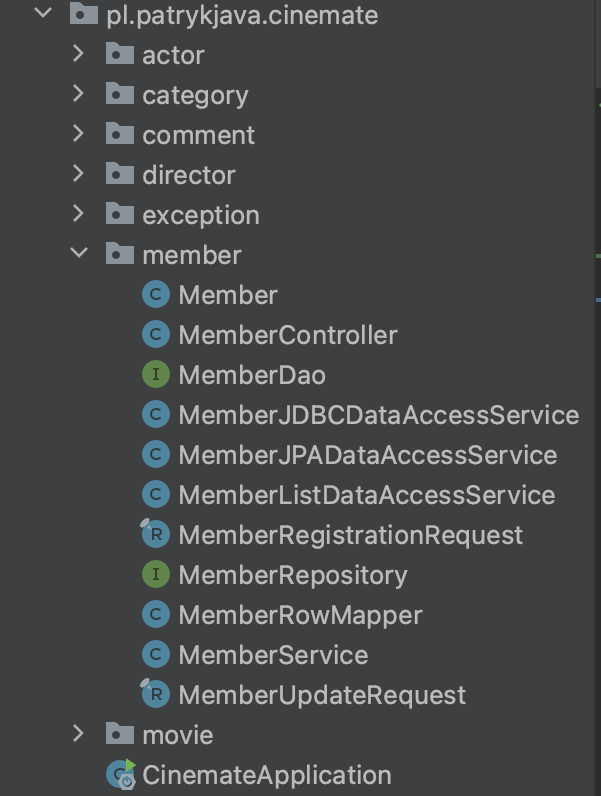 pl.patrykjava.cinemate
actor
category
comment
director
exception
member
C Member
C MemberController
I MemberDao
C MemberJDBCDataAccessService
C MemberJPADataAccessService
C MemberListDataAccessService
R MemberRegistrationRequest
I MemberRepository
C MemberRowMapper
C MemberService
R MemberUpdateRequest
movie
C CinemateApplication